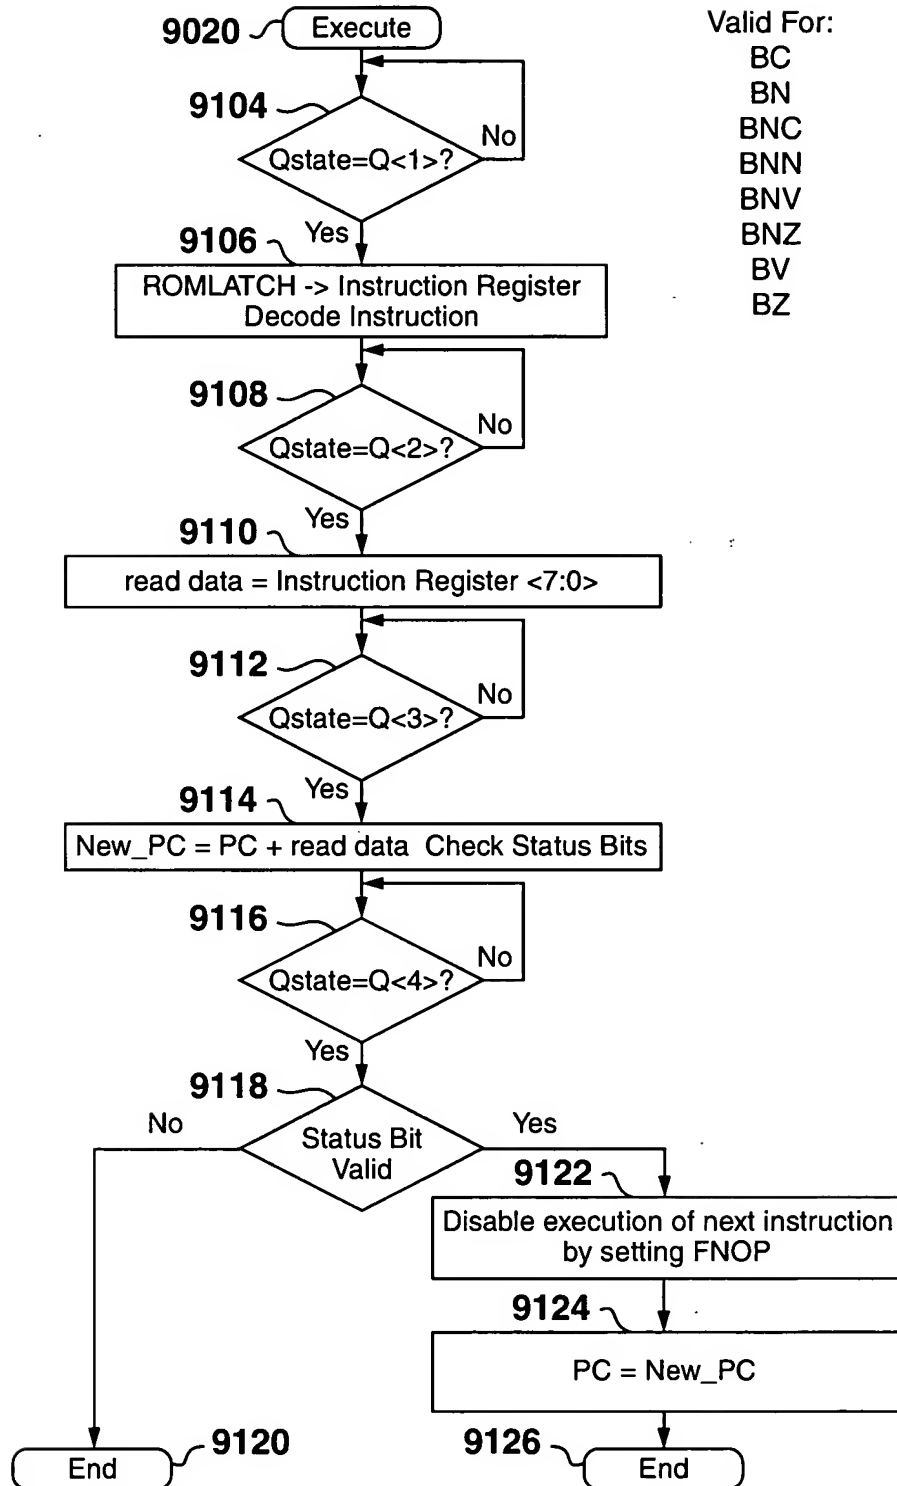 9020
Execute
Valid For:
BC
BN
BNC
BNN
BNV
BNZ
BV
BZ
9104
Qstate=Q<1>?
No
Yes
9106
ROMLATCH -> Instruction Register
Decode Instruction
9108
Qstate=Q<2>?
No
Yes
9110
read data = Instruction Register <7:0>
9112
Qstate=Q<3>?
No
Yes
9114
New_PC = PC + read data Check Status Bits
9116
Qstate=Q<4>?
No
Yes
9118
Status Bit
Valid
No
Yes
9122
Disable execution of next instruction
by setting FNOP
9124
PC = New_PC
9120
End
9126
End